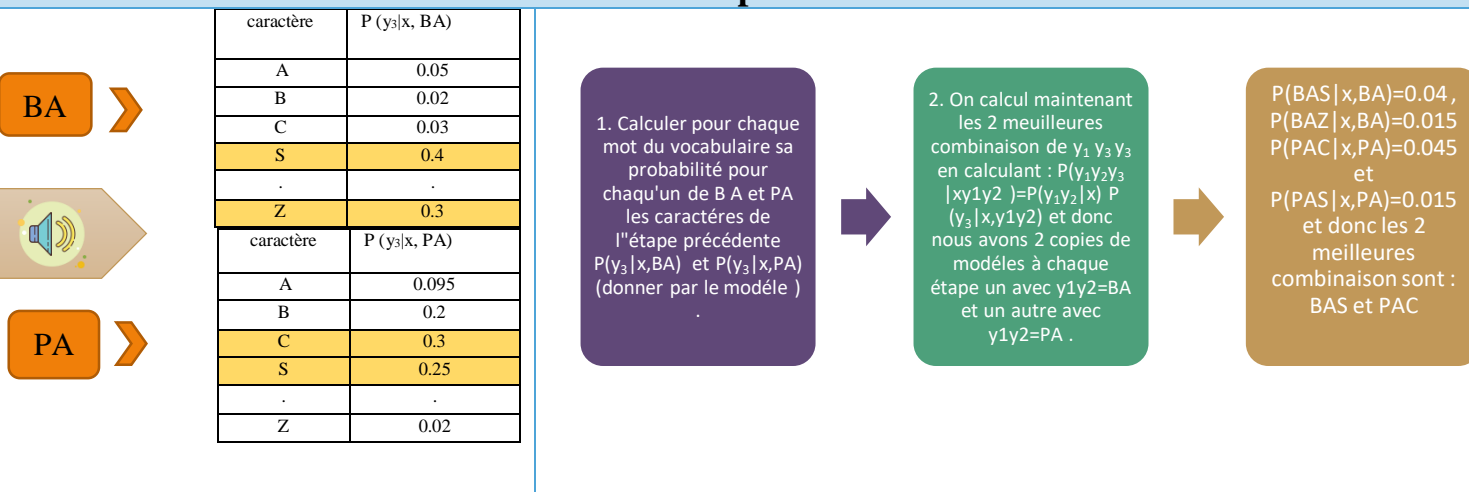 BA
PA
caractère P (y₃|x, BA)
A 0.05
B 0.02
C 0.03
S 0.4
. .
Z 0.3
caractère P (y₃|x, PA)
A 0.095
B 0.2
C 0.3
S 0.25
. .
Z 0.02
1. Calculer pour chaque
mot du vocabulaire sa
probabilité pour
chaqu'un de B A et PA
les caractéres de
l"étape précédente
P(y₃|x,BA) et P(y₃|x,PA)
(donner par le modéle )
.
2. On calcul maintenant
les 2 meuilleures
combinaison de y₁ y₃ y₃
en calculant : P(y₁y₂y₃
|xy1y2 )=P(y₁y₂|x) P
(y₃|x,y1y2) et donc
nous avons 2 copies de
modéles à chaque
étape un avec y1y2=BA
et un autre avec
y1y2=PA .
P(BAS|x,BA)=0.04 ,
P(BAZ|x,BA)=0.015
P(PAC|x,PA)=0.045
et
P(PAS|x,PA)=0.015
et donc les 2
meilleures
combinaison sont :
BAS et PAC